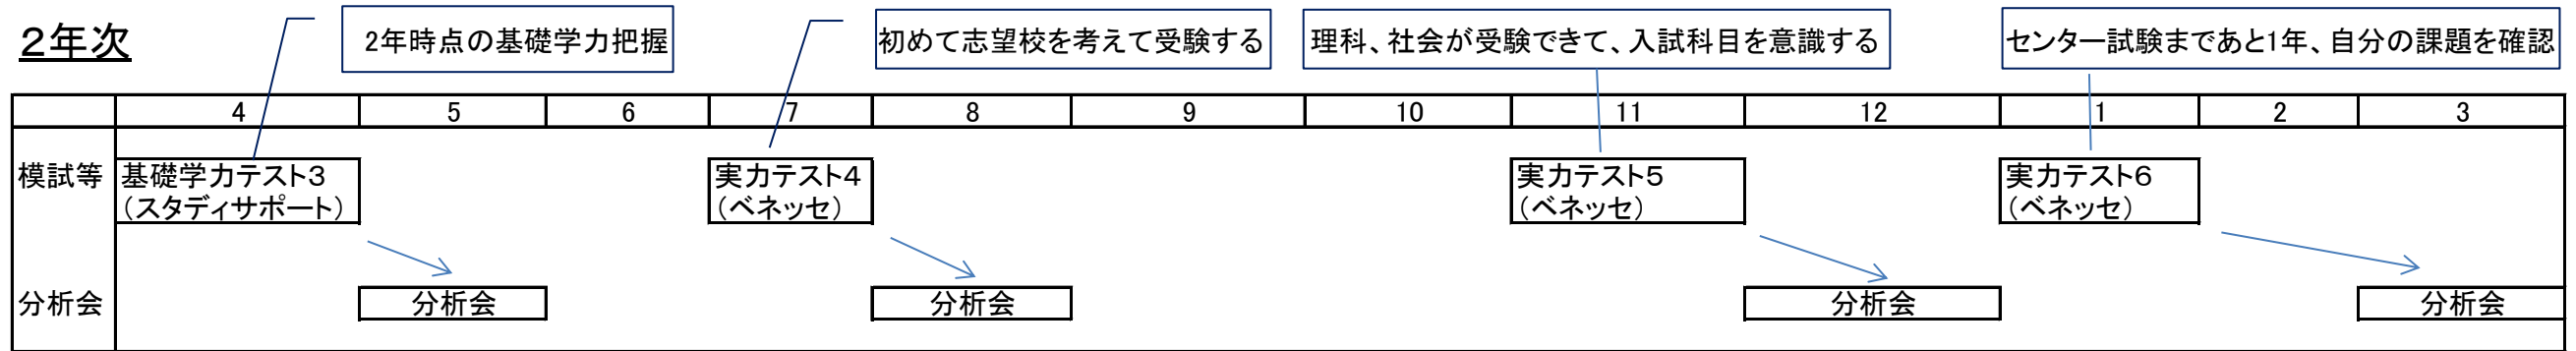 2年次
2年時点の基礎学力把握
初めて志望校を考えて受験する
理科、社会が受験できて、入試科目を意識する
センター試験まであと1年、自分の課題を確認
4 5 6 7 8 9 10 11 12 1 2 3
模試等
基礎学力テスト3
（スタディサポート）
実力テスト4
（ベネッセ）
実力テスト5
（ベネッセ）
実力テスト6
（ベネッセ）
分析会
分析会 分析会 分析会 分析会